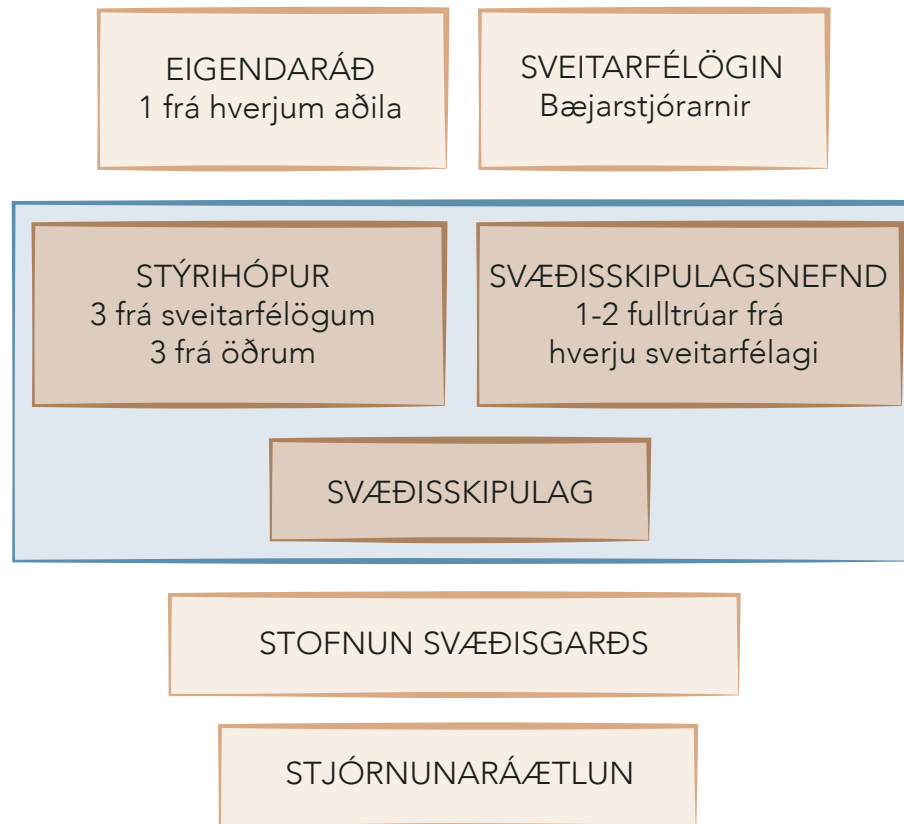 EIGENDARÁÐ
1 frá hverjum aðila
SVEITARFÉLÖGIN
Bæjarstjórarnir
STÝRIHÓPUR
3 frá sveitarfélögum
3 frá öðrum
SVÆÐISSKIPULAGSNEFND
1-2 fulltrúar frá
hverju sveitarfélagi
SVÆÐISSKIPULAG
STOFNUN SVÆÐISGARÐS
STJÓRNUNARÁÆTLUN